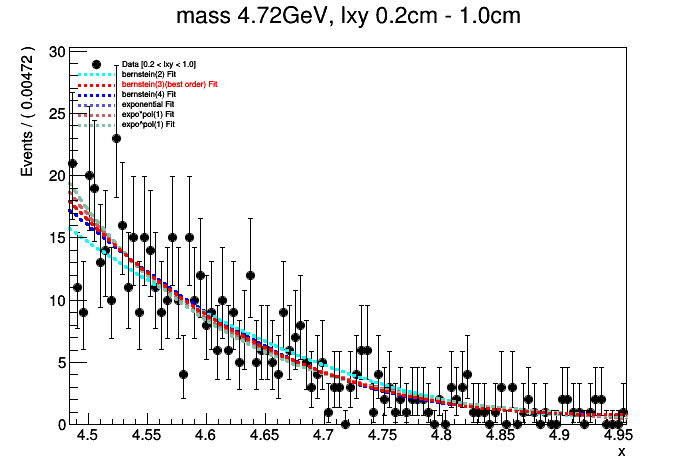 mass 4.72GeV, lxy 0.2cm - 1.0cm
Events / ( 0.00472 )
30
25
20
15
10
5
0
Data [0.2 < lxy < 1.0]
bernstein(2) Fit
bernstein(3)(best order) Fit
bernstein(4) Fit
exponential Fit
expo*pol(1) Fit
expo^pol(1) Fit
4.5 4.55 4.6 4.65 4.7 4.75 4.8 4.85 4.9 4.95
x